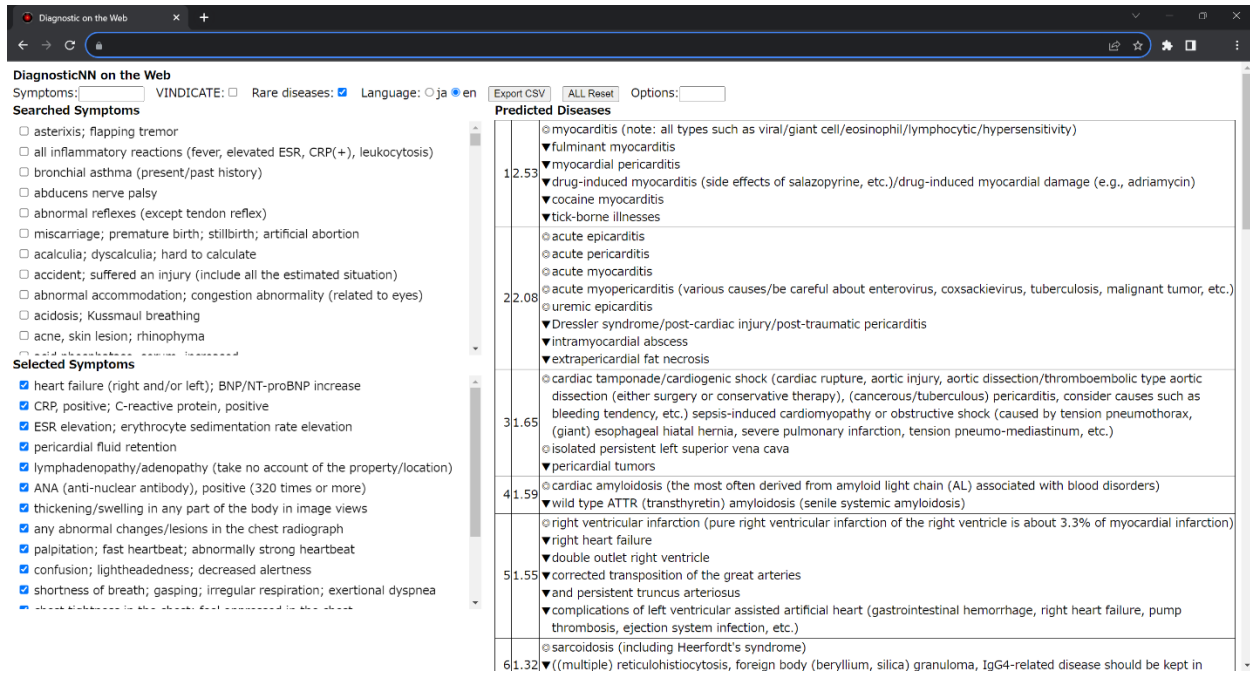 Diagnostic on the Web
DiagnosticNN on the Web
Symptoms: VINDICATE: Rare diseases: Language: ja en Export CSV ALL Reset Options:
Searched Symptoms
asterixis; flapping tremor
all inflammatory reactions (fever, elevated ESR, CRP(+), leukocytosis)
bronchial asthma (present/past history)
abducens nerve palsy
abnormal reflexes (except tendon reflex)
miscarriage; premature birth; stillbirth; artificial abortion
acalculia; dyscalculia; hard to calculate
accident; suffered an injury (include all the estimated situation)
abnormal accommodation; congestion abnormality (related to eyes)
acidosis; Kussmaul breathing
acne, skin lesion; rhinophyma
Selected Symptoms
heart failure (right and/or left); BNP/NT-proBNP increase
CRP, positive; C-reactive protein, positive
ESR elevation; erythrocyte sedimentation rate elevation
pericardial fluid retention
lymphadenopathy/adenopathy (take no account of the property/location)
ANA (anti-nuclear antibody), positive (320 times or more)
thickening/swelling in any part of the body in image views
any abnormal changes/lesions in the chest radiograph
palpitation; fast heartbeat; abnormally strong heartbeat
confusion; lightheadedness; decreased alertness
shortness of breath; gasping; irregular respiration; exertional dyspnea
Predicted Diseases
1 2.53
◎myocarditis (note: all types such as viral/giant cell/eosinophil/lymphocytic/hypersensitivity)
▼fulminant myocarditis
▼myocardial pericarditis
▼drug-induced myocarditis (side effects of salazopyrine, etc.)/drug-induced myocardial damage (e.g., adriamycin)
▼cocaine myocarditis
▼tick-borne illnesses
2 2.08
◎acute epicarditis
◎acute pericarditis
◎acute myocarditis
◎acute myopericarditis (various causes/be careful about enterovirus, coxsackievirus, tuberculosis, malignant tumor, etc.)
◎uremic epicarditis
▼Dressler syndrome/post-cardiac injury/post-traumatic pericarditis
▼intramyocardial abscess
▼extrapericardial fat necrosis
3 1.65
◎cardiac tamponade/cardiogenic shock (cardiac rupture, aortic injury, aortic dissection/thromboembolic type aortic
dissection (either surgery or conservative therapy), (cancerous/tuberculous) pericarditis, consider causes such as
bleeding tendency, etc.) sepsis-induced cardiomyopathy or obstructive shock (caused by tension pneumothorax,
(giant) esophageal hiatal hernia, severe pulmonary infarction, tension pneumo-mediastinum, etc.)
◎isolated persistent left superior vena cava
▼pericardial tumors
4 1.59
◎cardiac amyloidosis (the most often derived from amyloid light chain (AL) associated with blood disorders)
▼wild type ATTR (transthyretin) amyloidosis (senile systemic amyloidosis)
5 1.55
◎right ventricular infarction (pure right ventricular infarction of the right ventricle is about 3.3% of myocardial infarction)
▼right heart failure
▼double outlet right ventricle
▼corrected transposition of the great arteries
▼and persistent truncus arteriosus
▼complications of left ventricular assisted artificial heart (gastrointestinal hemorrhage, right heart failure, pump
thrombosis, ejection system infection, etc.)
6 1.32
◎sarcoidosis (including Heerfordt's syndrome)
▼((multiple) reticulohistiocytosis, foreign body (beryllium, silica) granuloma, IgG4-related disease should be kept in